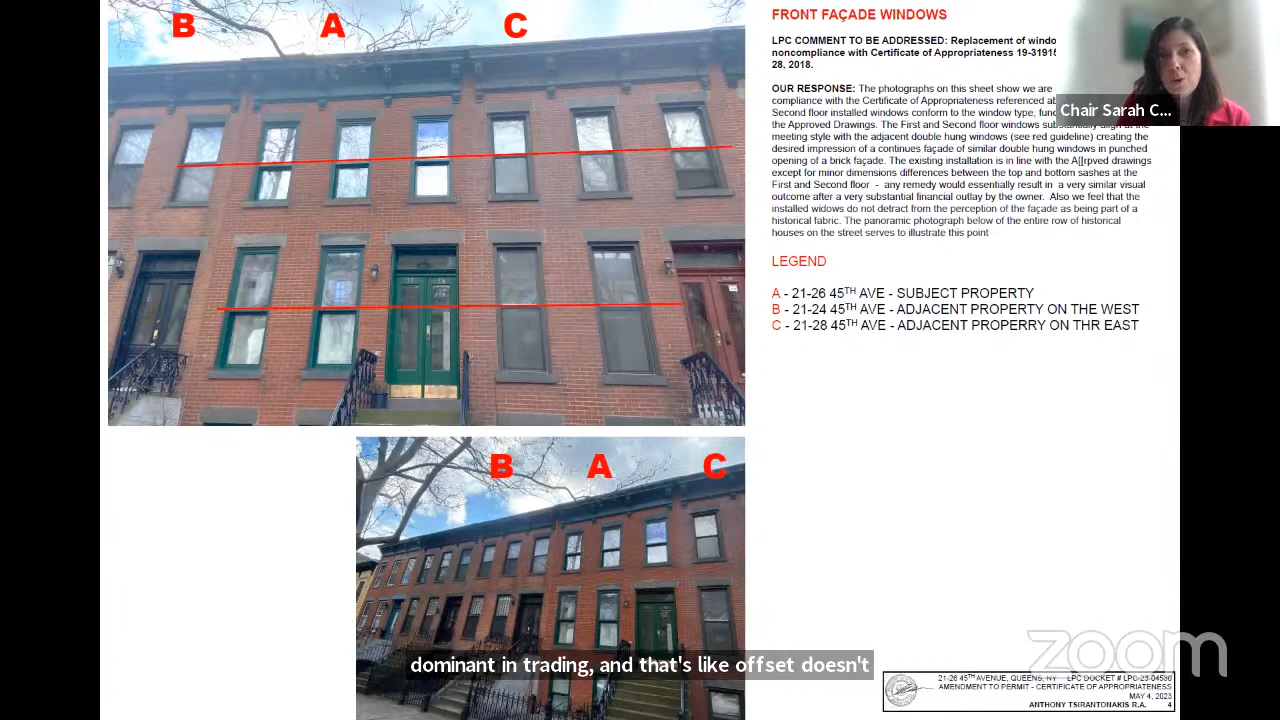 B A C
FRONT FAÇADE WINDOWS
LPC COMMENT TO BE ADDRESSED: Replacement of windo
noncompliance with Certificate of Appropriateness 19-3191
28, 2018.
OUR RESPONSE: The photographs on this sheet show we are
compliance with the Certificate of Appropriateness referenced
Second floor installed windows conform to the window type,
the Approved Drawings. The First and Second floor windows substantially align at the
meeting style with the adjacent double hung windows (see red guideline) creating the
desired impression of a continues façade of similar double hung windows in punched
opening of a brick façade. The existing installation is in line with the A[[rpved drawings
except for minor dimensions differences between the top and bottom sashes at the
First and Second floor - any remedy would essentially result in a very similar visual
outcome after a very substantial financial outlay by the owner. Also we feel that the
installed widows do not detract from the perception of the façade as being part of a
historical fabric. The panoramic photograph below of the entire row of historical
houses on the street serves to illustrate this point
LEGEND
A - 21-26 45TH AVE - SUBJECT PROPERTY
B - 21-24 45TH AVE - ADJACENT PROPERTY ON THE WEST
C - 21-28 45TH AVE - ADJACENT PROPERRY ON THR EAST
Chair Sarah C...
B A C
dominant in trading, and that's like offset doesn't
zoom
21-26 45TH AVENUE, QUEENS, NY LPC DOCKET # LPC-23-04530
AMENDMENT TO PERMIT - CERTIFICATE OF APPROPRIATENESS
MAY 4, 2023
ANTHONY TSIRANTONAKIS R.A. 4